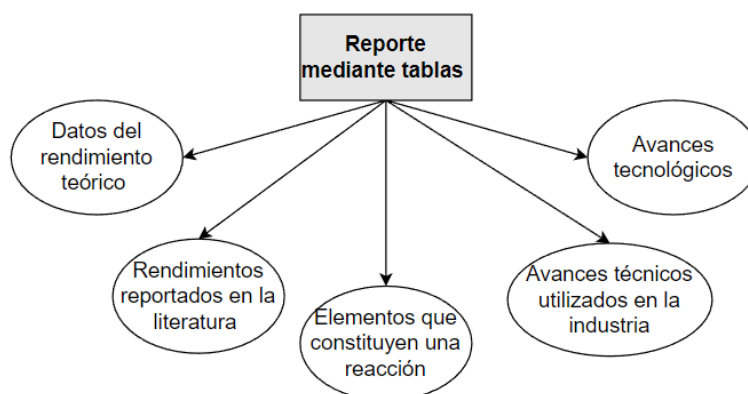 Reporte
mediante tablas
Datos del
rendimiento
teórico
Avances
tecnológicos
Rendimientos
reportados en la
literatura
Avances técnicos
utilizados en la
industria
Elementos que
constituyen una
reacción